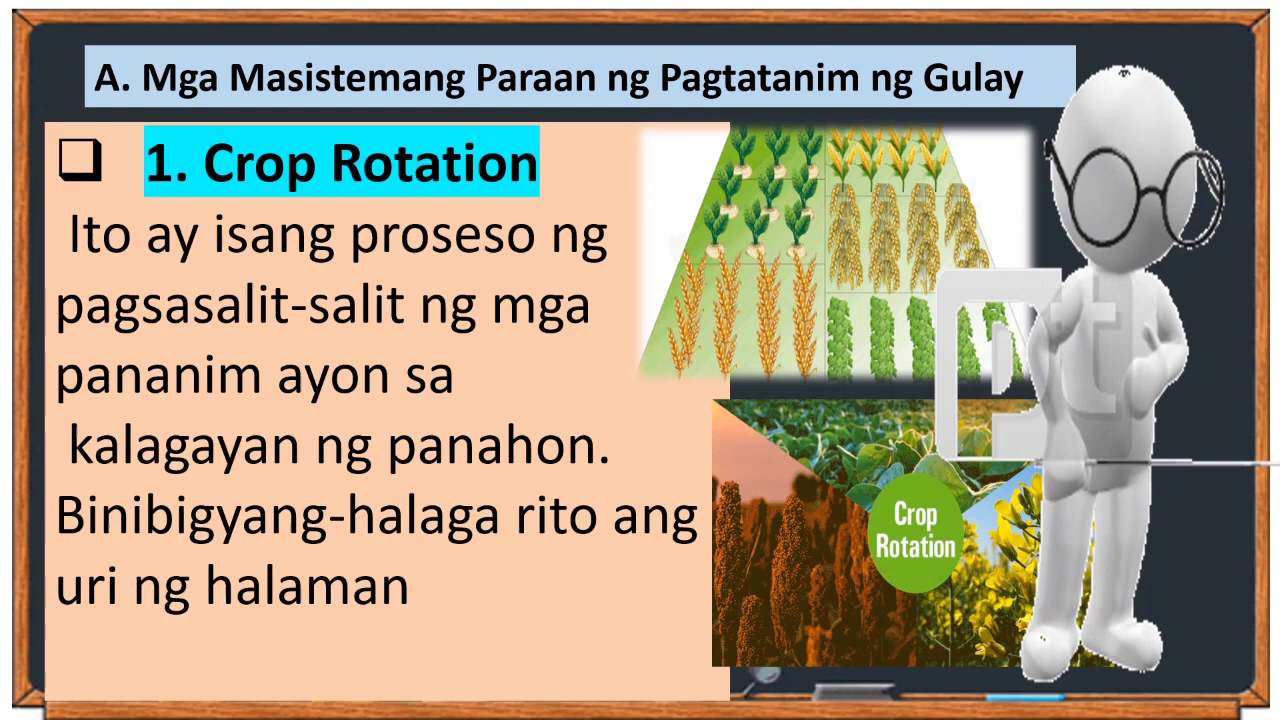 A. Mga Masistemang Paraan ng Pagtatanim ng Gulay
1. Crop Rotation
Ito ay isang proseso ng
pagsasalit-salit ng mga
pananim ayon sa
kalagayan ng panahon.
Binibigyang-halaga rito ang
uri ng halaman
Crop
Rotation